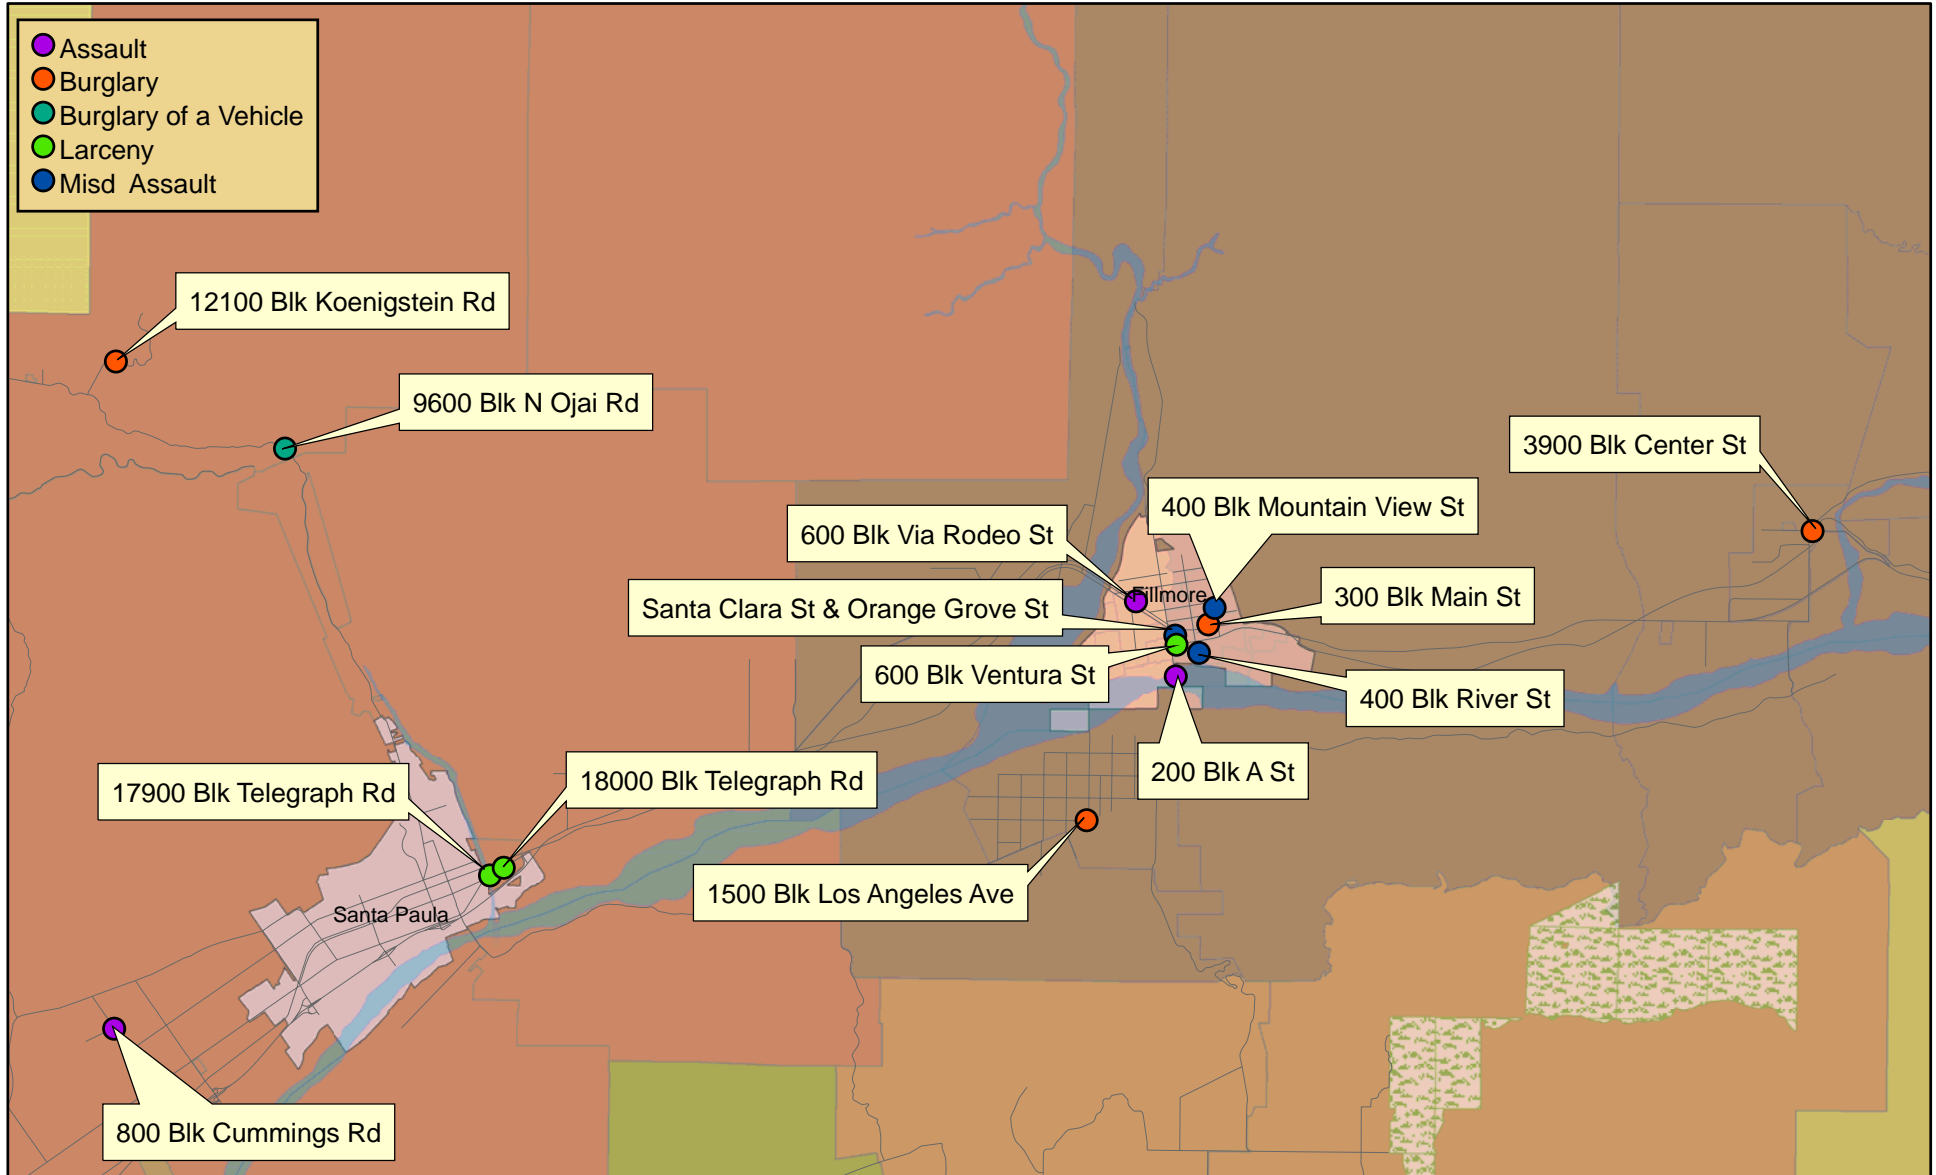 Assault
Burglary
Burglary of a Vehicle
Larceny
Misd  Assault
12100 Blk Koenigstein Rd
9600 Blk N Ojai Rd
3900 Blk Center St
400 Blk Mountain View St
600 Blk Via Rodeo St
Fillmore
300 Blk Main St
Santa Clara St & Orange Grove St
600 Blk Ventura St
400 Blk River St
200 Blk A St
18000 Blk Telegraph Rd
17900 Blk Telegraph Rd
1500 Blk Los Angeles Ave
Santa Paula
800 Blk Cummings Rd